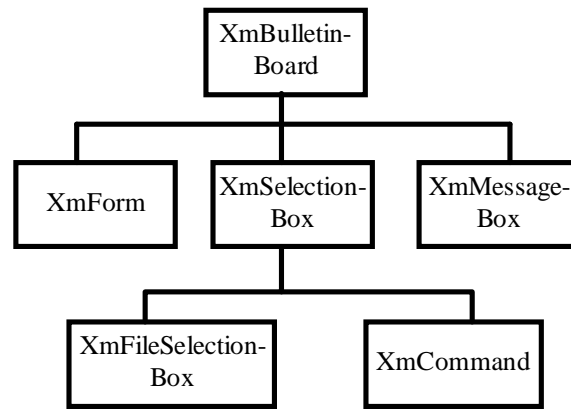 XmBulletin-
Board
XmForm
XmSelection-
Box
XmMessage-
Box
XmFileSelection-
Box
XmCommand